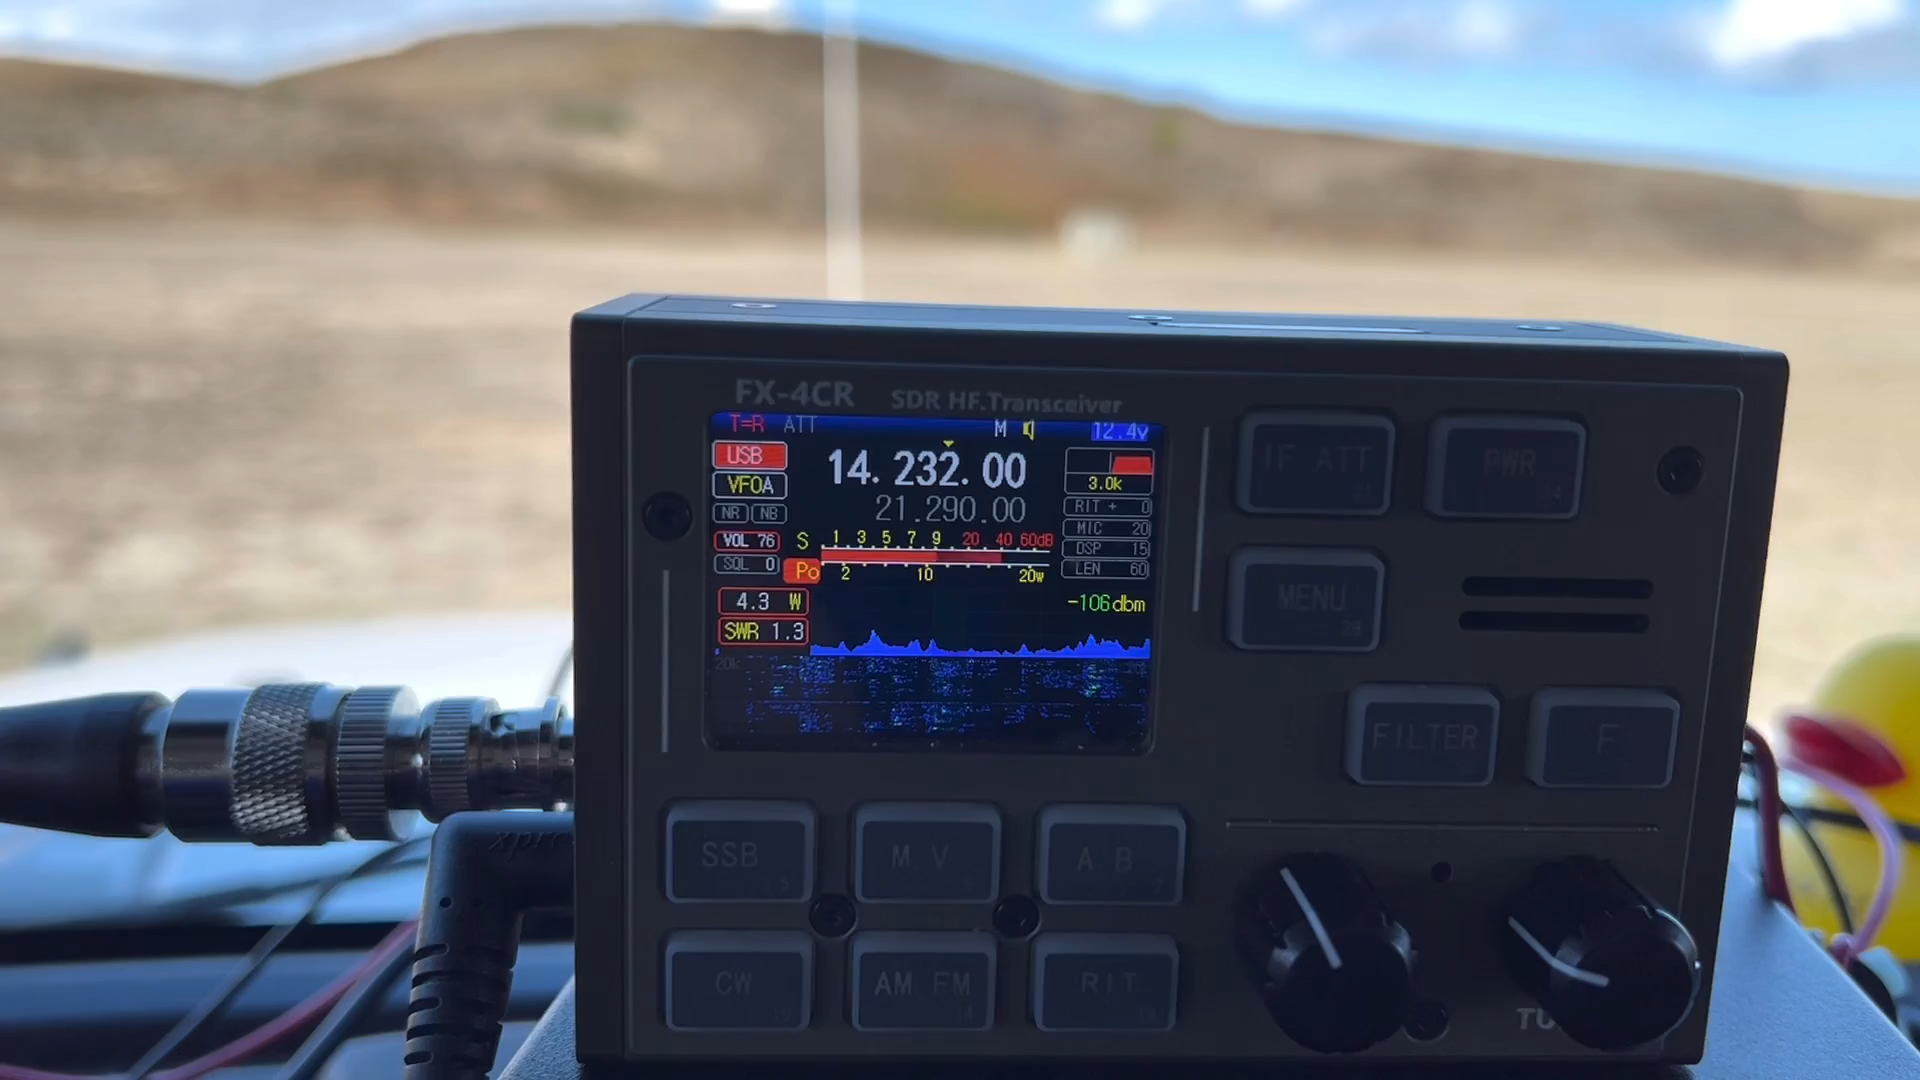 FX-4CR SDR HF.Transceiver
T=R ATT M 12.4v
USB
14.232.00
3.0k
VFOA
21.290.00
RIT + 0
NR NB
MIC 20
VOL 76
S 1 3 5 7 9 20 40 60dB
DSP 15
SQL 0
Po 2 10 20w
LEN 60
4.3 W
-106dbm
SWR 1.3
20k
IF ATT
PWR
MENU
FILTER
F
SSB
M V
A B
CW
AM FM
RIT